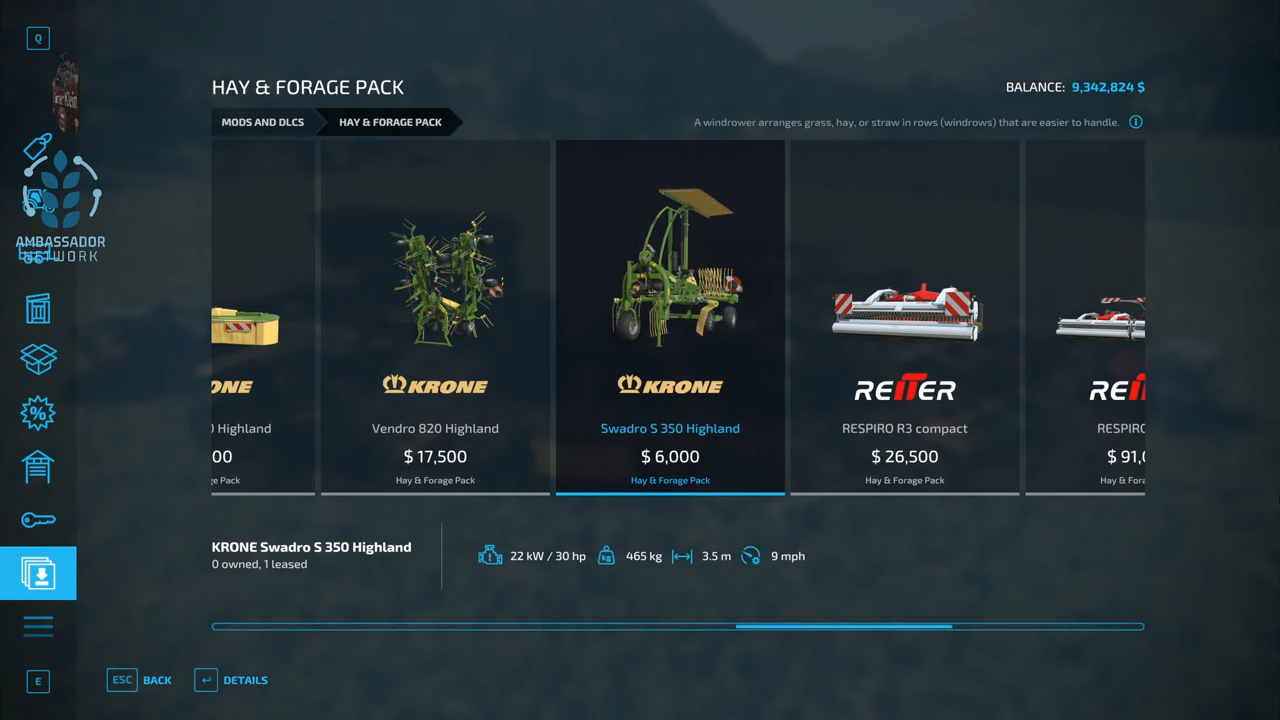 Q
HAY & FORAGE PACK
BALANCE: 9,342,824 $
MODS AND DLCS
HAY & FORAGE PACK
A windrower arranges grass, hay, or straw in rows (windrows) that are easier to handle.
AMBASSADOR
NETWORK
KRONE
KRONE
REITER
Highland
Vendro 820 Highland
Swadro S 350 Highland
RESPIRO R3 compact
00
$ 17,500
$ 6,000
$ 26,500
$ 91,
Pack
Hay & Forage Pack
Hay & Forage Pack
Hay & Forage Pack
KRONE Swadro S 350 Highland
0 owned, 1 leased
22 kW / 30 hp
465 kg
3.5 m
9 mph
E
ESC BACK
DETAILS